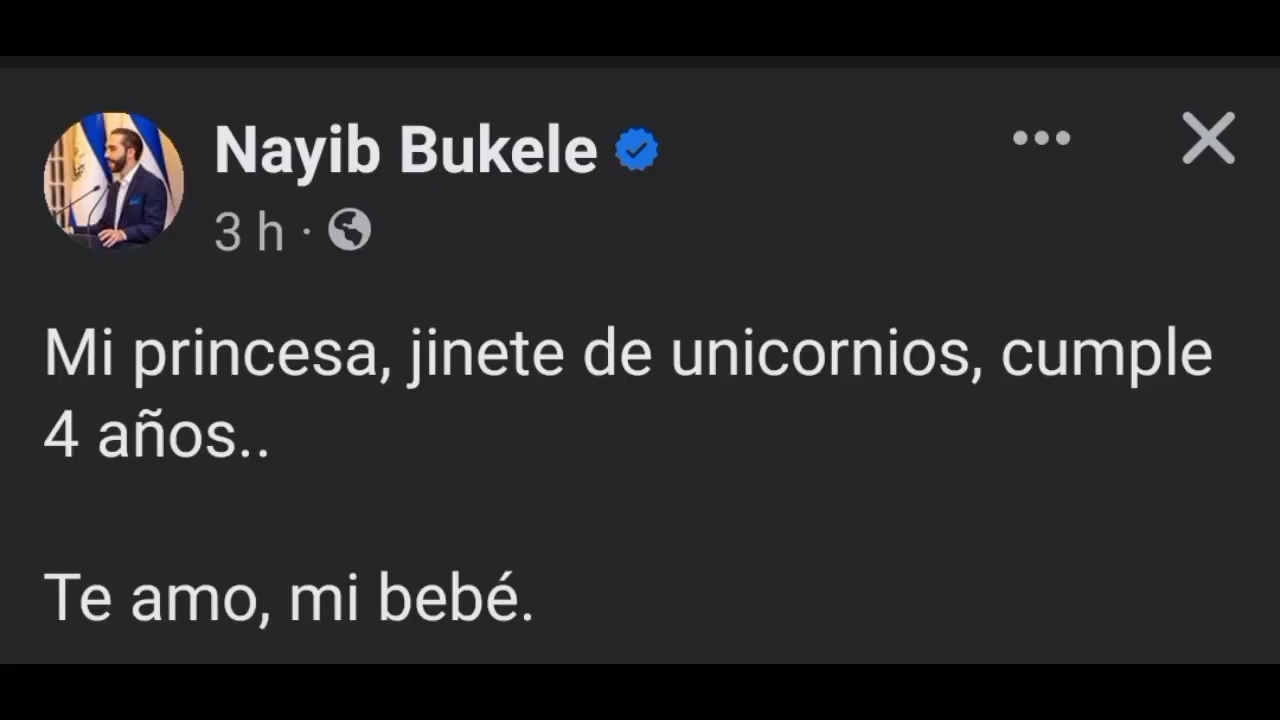 Nayib Bukele
3 h ·
Mi princesa, jinete de unicornios, cumple
4 años..
Te amo, mi bebé.